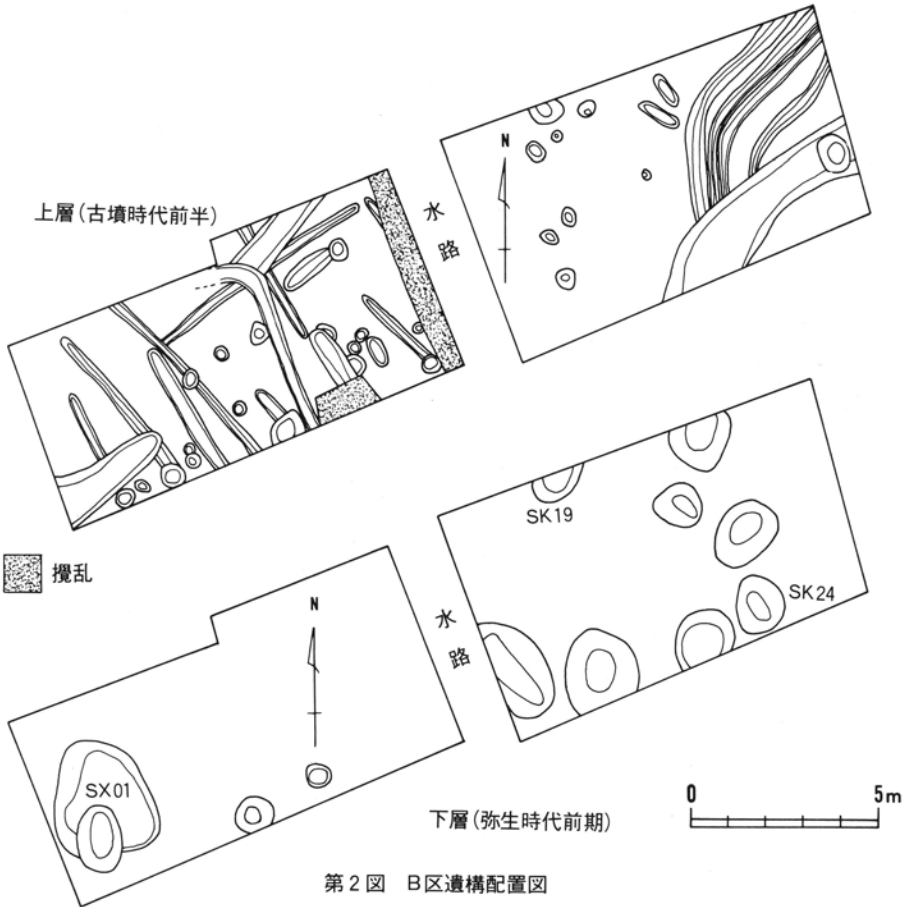 上層(古墳時代前半)
水路
N
攪乱
SK19
SK24
水路
N
SX01
下層(弥生時代前期)
0 5m
第2図 B区遺構配置図